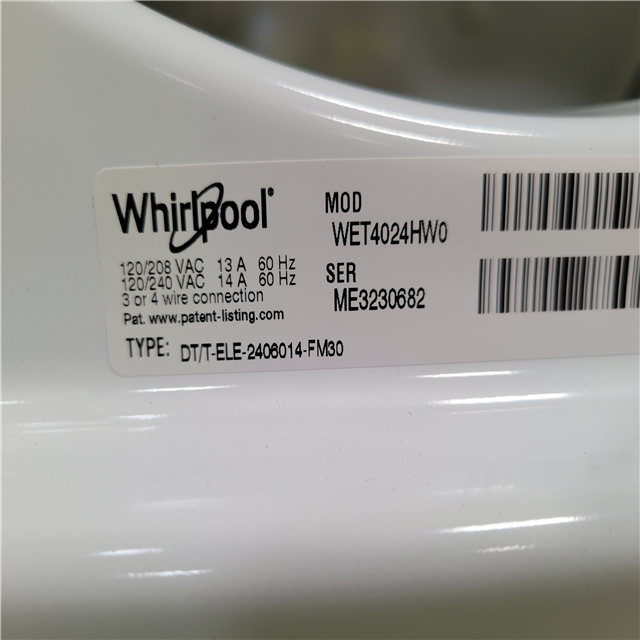 Whirlpool®
MOD
WET4024HW0
120/208 VAC 13 A 60 Hz
120/240 VAC 14 A 60 Hz
3 or 4 wire connection
Pat. www.patent-listing.com
SER
ME3230682
TYPE: DT/T-ELE-2406014-FM30